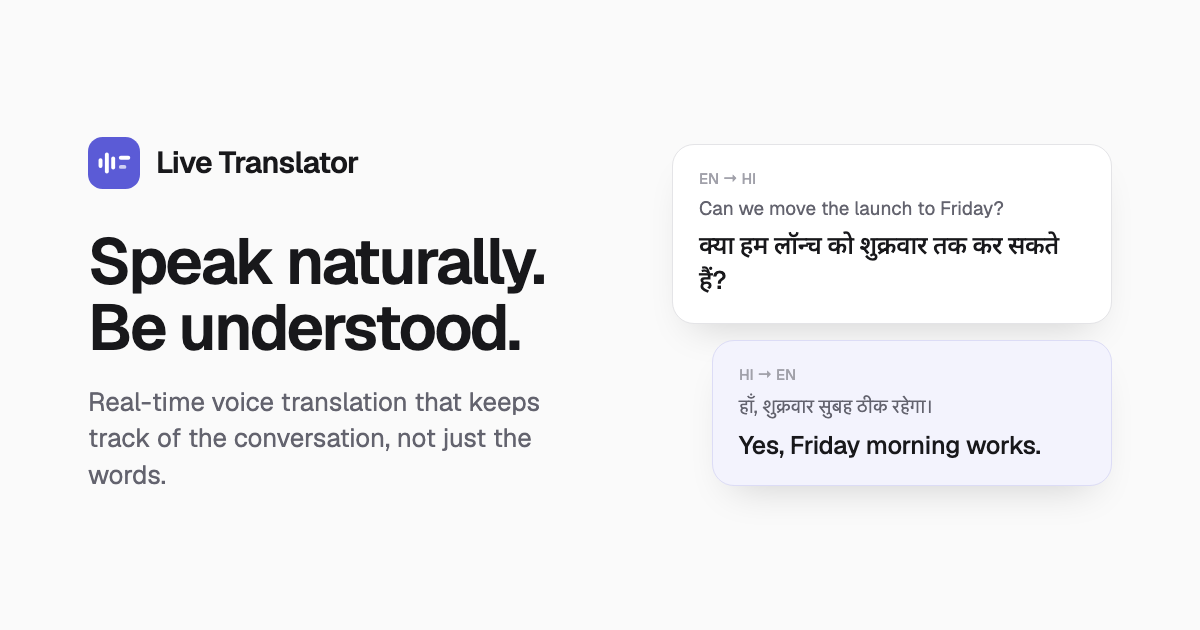 Live Translator
Speak naturally.
Be understood.
Real-time voice translation that keeps
track of the conversation, not just the
words.
EN → HI
Can we move the launch to Friday?
क्या हम लॉन्च को शुक्रवार तक कर सकते
हैं?
HI → EN
हाँ, शुक्रवार सुबह ठीक रहेगा।
Yes, Friday morning works.